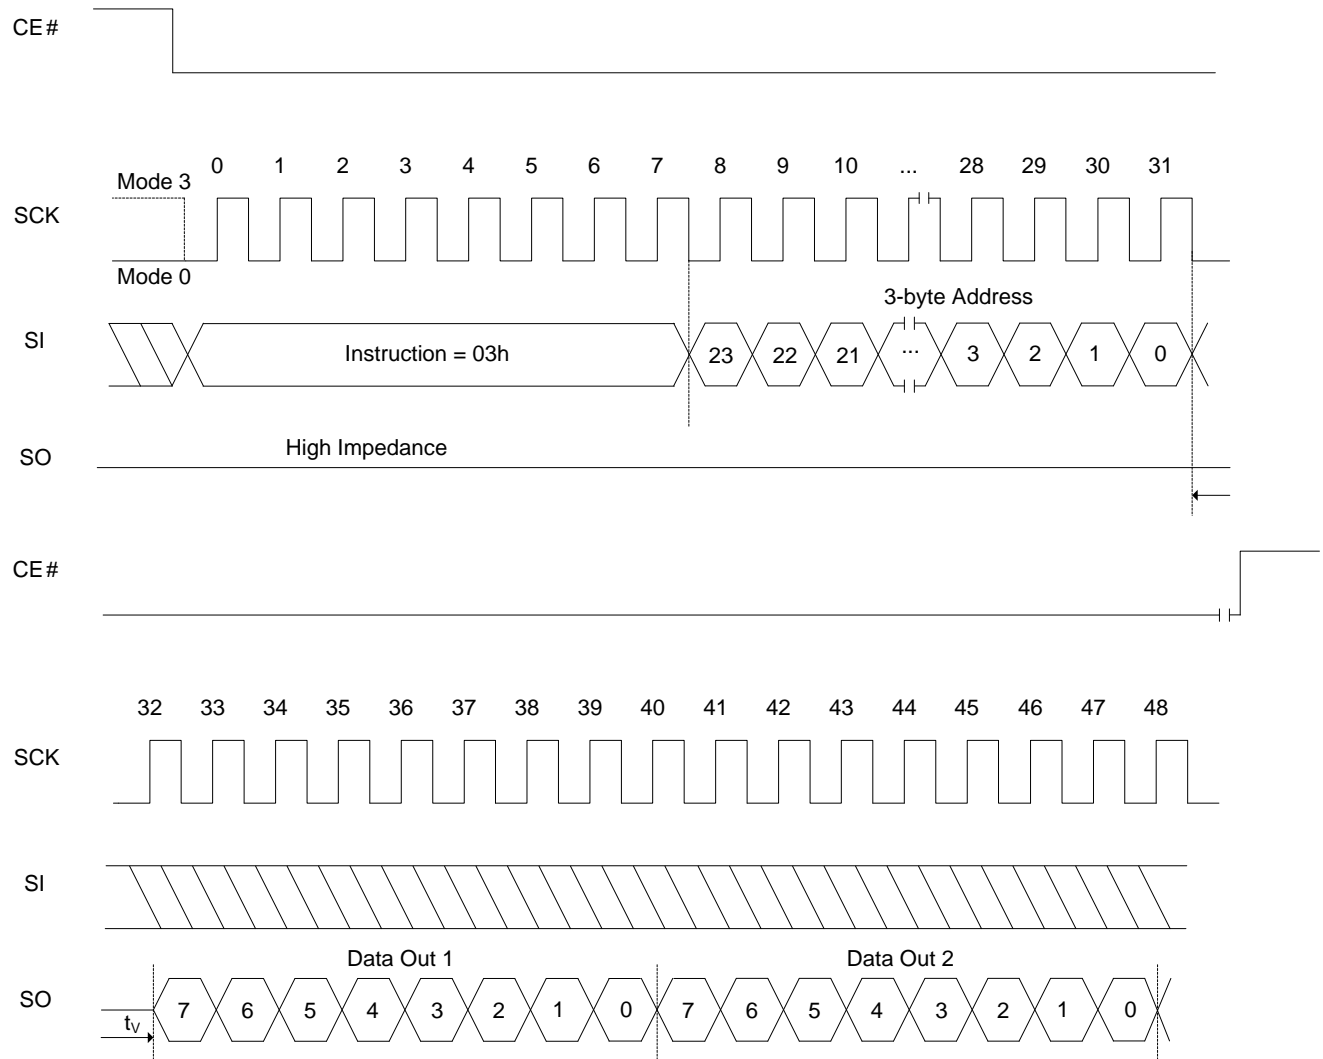 CE#
0 1 2 3 4 5 6 7 8 9 10 ... 28 29 30 31
Mode 3
SCK
Mode 0
3-byte Address
SI
Instruction = 03h
23 22 21 ... 3 2 1 0
High Impedance
SO
CE#
32 33 34 35 36 37 38 39 40 41 42 43 44 45 46 47 48
SCK
SI
Data Out 1 Data Out 2
SO
7 6 5 4 3 2 1 0 7 6 5 4 3 2 1 0
tV